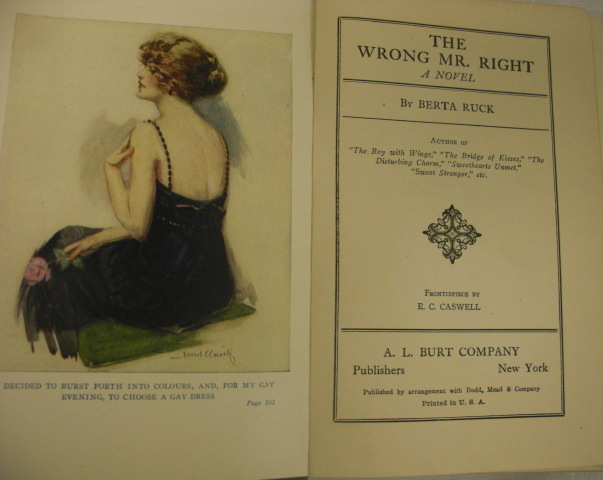 DECIDED TO BURST FORTH INTO COLOURS, AND, FOR MY GAY
EVENING, TO CHOOSE A GAY DRESS
Page
THE
WRONG MR. RIGHT
A NOVEL
By BERTA RUCK
Author of
"The Boy with Wings," "The Bridge of Kisses," "The
Disturbing Charm," "Sweethearts Unmet,"
"Sweet Stranger," etc.
Frontispiece by
E. C. CASWELL
A. L. BURT COMPANY
Publishers New York
Published by arrangement with Dodd, Mead & Company
Printed in U. S. A.